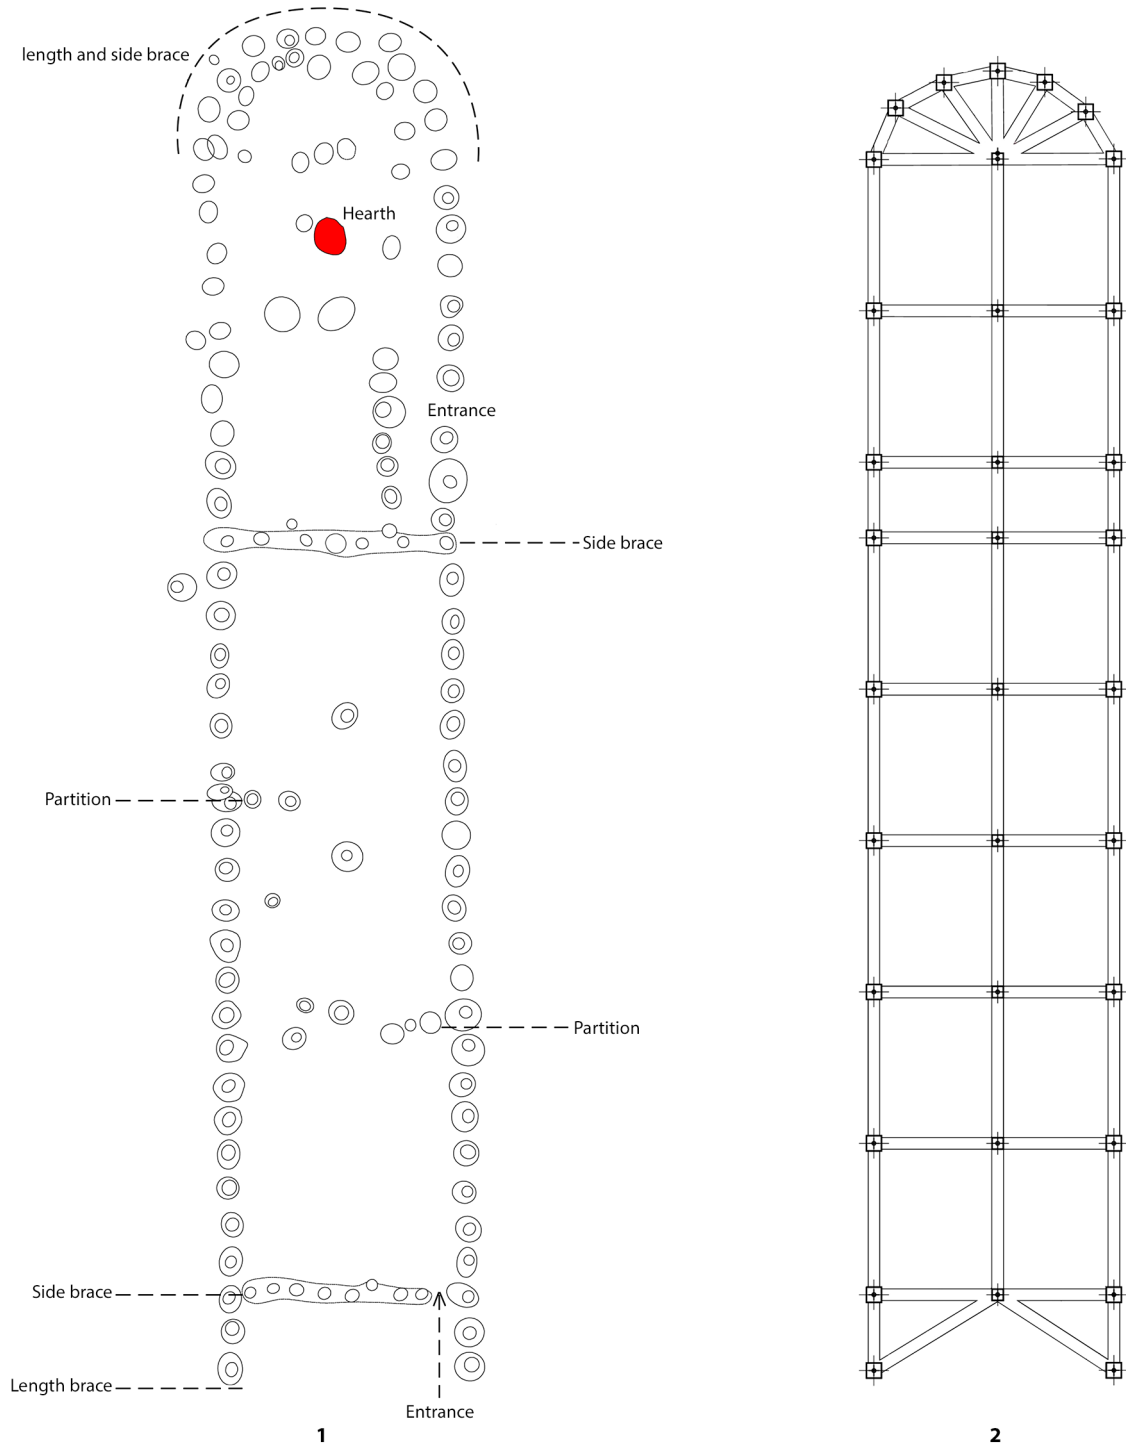 length and side brace
Hearth
Entrance
Side brace
Partition
Partition
Side brace
Length brace
Entrance
1
2